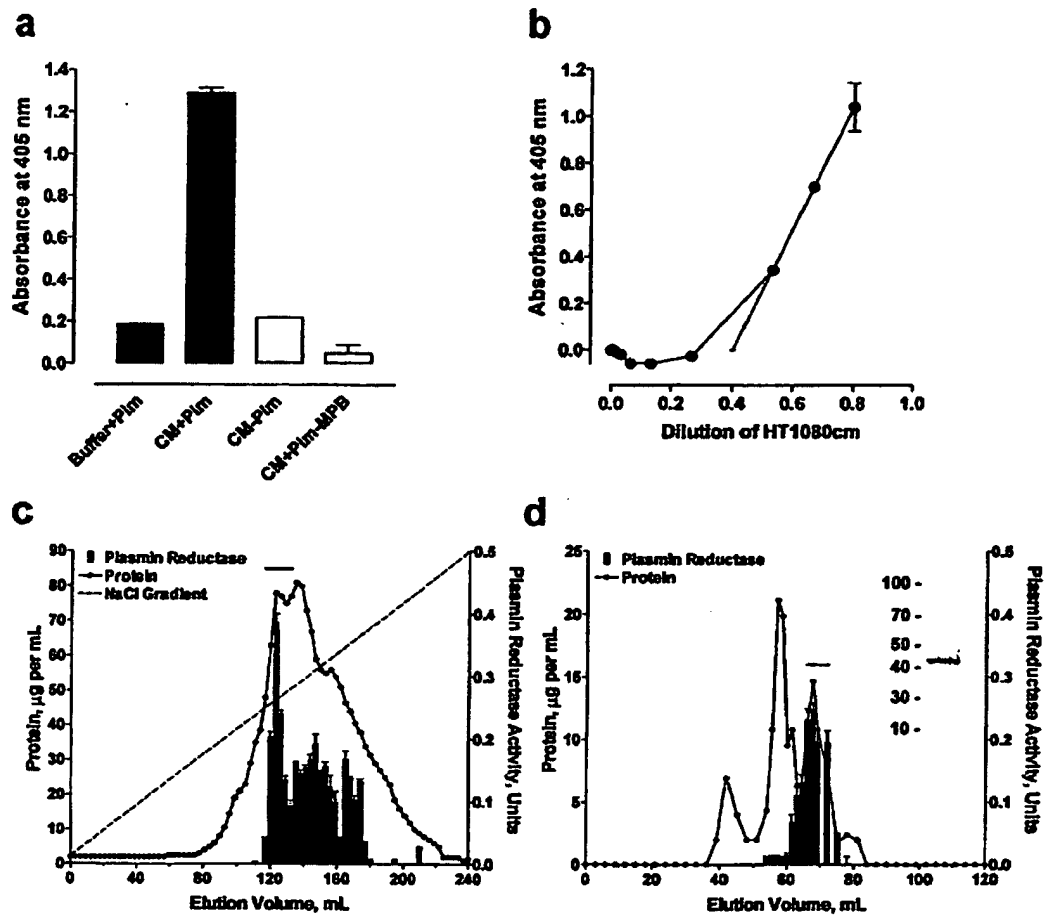 a
Absorbance at 405 nm
1.4
1.2
1.0
0.8
0.6
0.4
0.2
0.0
Buffer+Plm
CM+Plm
CM-Plm
CM+Plm-MPB
b
Absorbance at 405 nm
1.2
1.0
0.8
0.6
0.4
0.2
0.0
0.0 0.2 0.4 0.6 0.8 1.0
Dilution of HT1080cm
c
Protein, µg per mL
90
80
70
60
50
40
30
20
10
0
Plasmin Reductase
Protein
NaCl Gradient
0.5
0.4
0.3
0.2
0.1
0.0
Plasmin Reductase Activity, Units
0 40 80 120 160 200 240
Elution Volume, mL
d
Protein, µg per mL
25
20
15
10
5
0
Plasmin Reductase
Protein
100 -
70 -
50 -
40 -
30 -
10 -
0.5
0.4
0.3
0.2
0.1
0.0
Plasmin Reductase Activity, Units
0 20 40 60 80 100 120
Elution Volume, mL